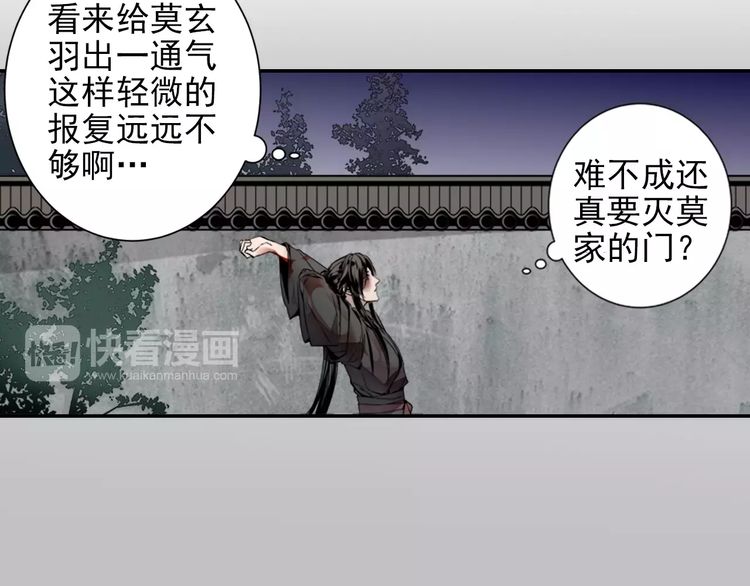 看来给莫玄
羽出一通气
这样轻微的
报复远远不
够啊…
难不成还
真要灭莫
家的门？
快看漫画
www.kuaikanmanhua.com